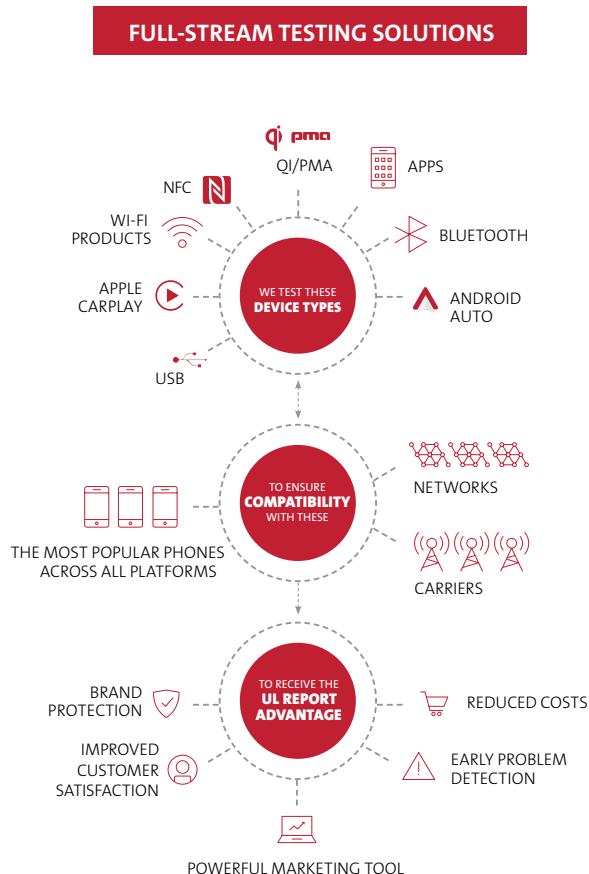 FULL-STREAM TESTING SOLUTIONS
qi pma
QI/PMA
APPS
NFC
WI-FI
PRODUCTS
BLUETOOTH
WE TEST THESE
DEVICE TYPES
APPLE
CARPLAY
ANDROID
AUTO
USB
TO ENSURE
COMPATIBILITY
WITH THESE
NETWORKS
THE MOST POPULAR PHONES
ACROSS ALL PLATFORMS
CARRIERS
TO RECEIVE THE
UL REPORT
ADVANTAGE
BRAND
PROTECTION
REDUCED COSTS
IMPROVED
CUSTOMER
SATISFACTION
EARLY PROBLEM
DETECTION
POWERFUL MARKETING TOOL